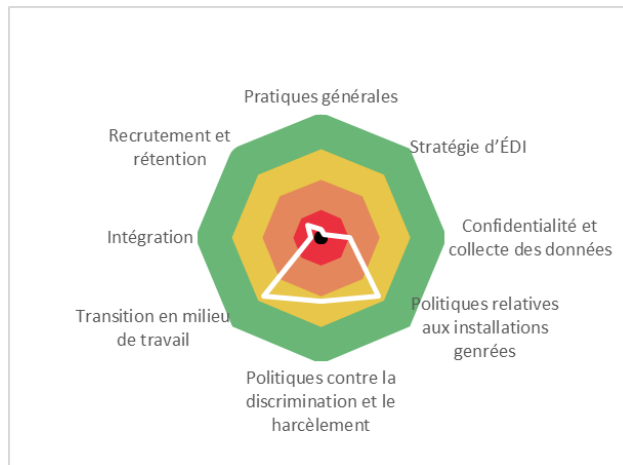 Pratiques générales
Stratégie d’ÉDI
Confidentialité et
collecte des données
Politiques relatives
aux installations
genrées
Politiques contre la
discrimination et le
harcèlement
Transition en milieu
de travail
Intégration
Recrutement et
rétention